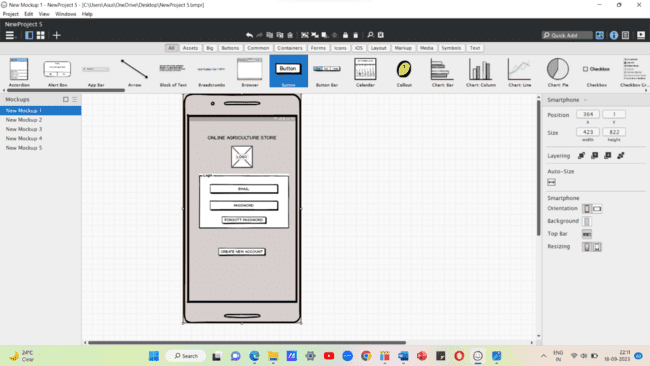 New Mockup 1 - NewProject 5 - [C:\Users\Asus\OneDrive\Desktop\NewProject 5.bmpr]
Project Edit View Windows Help
NewProject 5
Quick Add
All Assets Big Buttons Common Containers Forms Icons iOS Layout Markup Media Symbols Text
Button
Checkbox
Accordion Alert Box App Bar Arrow Block of Text Breadcrumbs Browser Button Button Bar Calendar Callout Chart: Bar Chart: Column Chart: Line Chart: Pie Checkbox Checkbox Gr...
Mockups
New Mockup 1
New Mockup 2
New Mockup 3
New Mockup 4
New Mockup 5
ONLINE AGRICULTURE STORE
LOGO
Login
EMAIL
PASSWORD
FORGOTT PASSWORD
CREATE NEW ACCOUNT
Smartphone
Position 364 1
X Y
Size 423 822
width height
Layering
Auto-Size
Smartphone
Orientation
Background
Top Bar
Resizing
24°C
Clear
Search
ENG
IN
22:11
18-09-2023